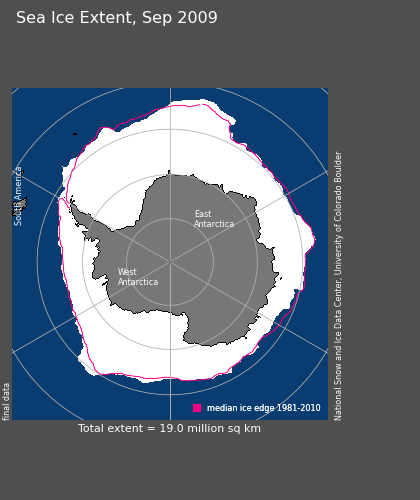 Sea Ice Extent, Sep 2009
South America
East
Antarctica
West
Antarctica
National Snow and Ice Data Center, University of Colorado Boulder
final data
median ice edge 1981-2010
Total extent = 19.0 million sq km